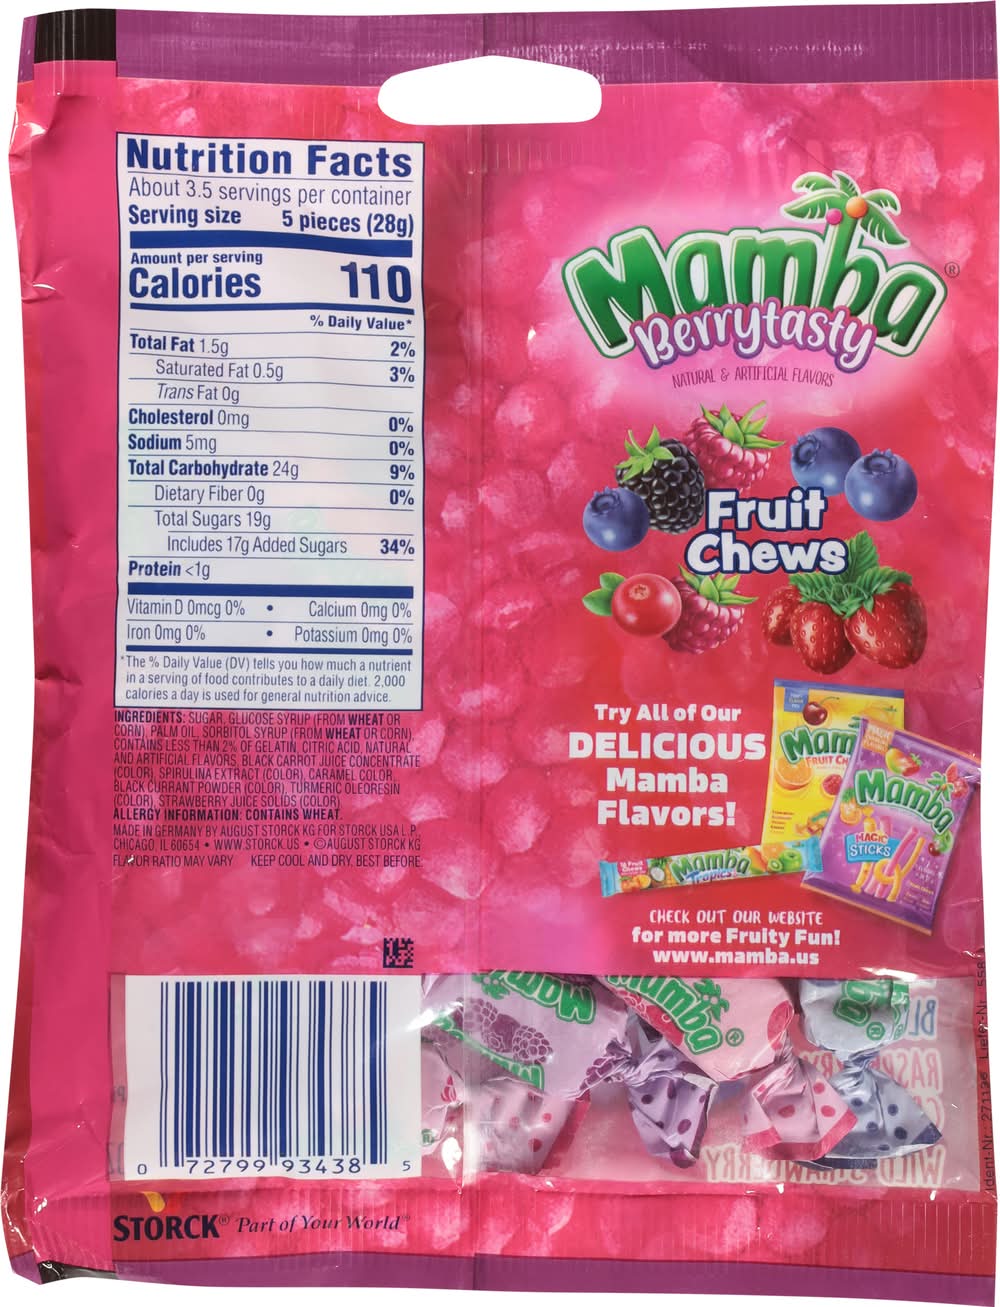 Nutrition Facts
About 3.5 servings per container
Serving size 5 pieces (28g)
Amount per serving
Calories 110
% Daily Value*
Total Fat 1.5g 2%
Saturated Fat 0.5g 3%
Trans Fat 0g
Cholesterol 0mg 0%
Sodium 5mg 0%
Total Carbohydrate 24g 9%
Dietary Fiber 0g 0%
Total Sugars 19g
Includes 17g Added Sugars 34%
Protein <1g
Vitamin D 0mcg 0% • Calcium 0mg 0%
Iron 0mg 0% • Potassium 0mg 0%
*The % Daily Value (DV) tells you how much a nutrient
in a serving of food contributes to a daily diet. 2,000
calories a day is used for general nutrition advice.
INGREDIENTS: SUGAR, GLUCOSE SYRUP (FROM WHEAT OR
CORN), PALM OIL, SORBITOL SYRUP (FROM WHEAT OR CORN),
CONTAINS LESS THAN 2% OF GELATIN, CITRIC ACID, NATURAL
AND ARTIFICIAL FLAVORS, BLACK CARROT JUICE CONCENTRATE
(COLOR), SPIRULINA EXTRACT (COLOR), CARAMEL COLOR,
BLACK CURRANT POWDER (COLOR), TURMERIC OLEORESIN
(COLOR), STRAWBERRY JUICE SOLIDS (COLOR).
ALLERGY INFORMATION: CONTAINS WHEAT.
MADE IN GERMANY BY AUGUST STORCK KG FOR STORCK USA L.P.,
CHICAGO, IL 60654 • WWW.STORCK.US • ©AUGUST STORCK KG
FLAVOR RATIO MAY VARY KEEP COOL AND DRY. BEST BEFORE:
0 72799 93438 5
STORCK® Part of Your World™
Mamba®
Berrytasty
NATURAL & ARTIFICIAL FLAVORS
Fruit
Chews
Try All of Our
DELICIOUS
Mamba
Flavors!
Mam
FRUIT CH
Mamba
MAGIC
STICKS
Mamba
Tropics
CHECK OUT OUR WEBSITE
for more Fruity Fun!
www.mamba.us
Mamba
Mamba®
ba®
Mam
BL
RASPBERRY
WILD STRAWBERRY